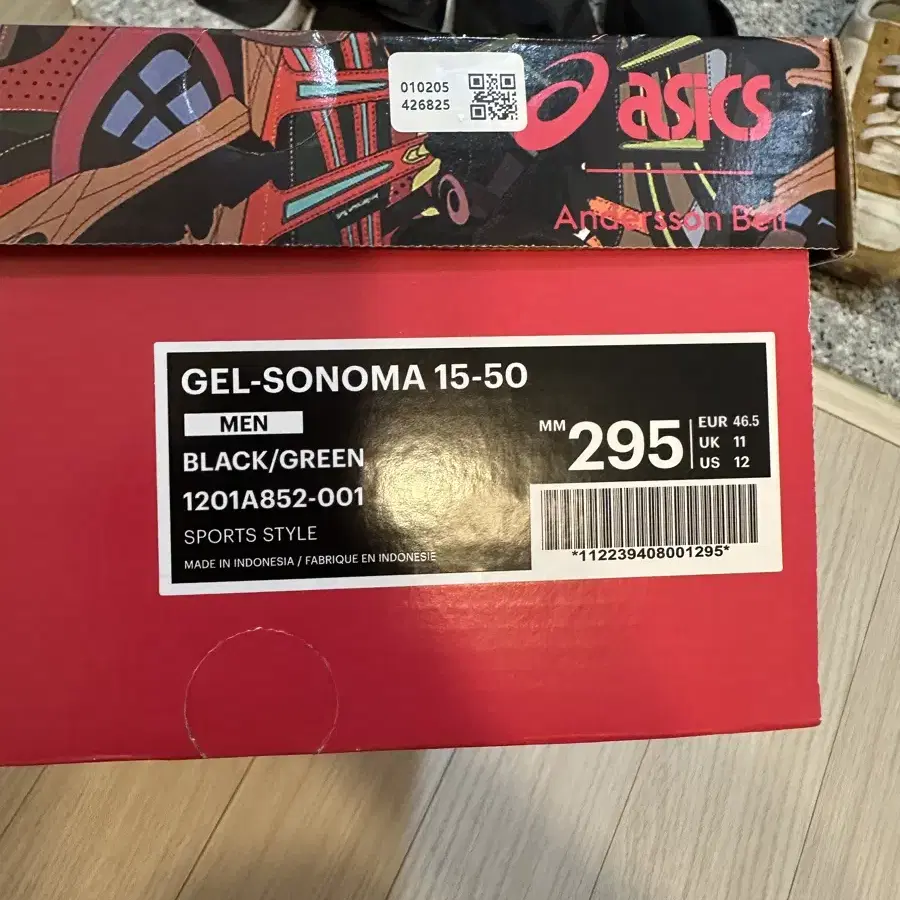 010205
426825
asics
Andersson Bell
GEL-SONOMA 15-50
MEN
BLACK/GREEN
1201A852-001
SPORTS STYLE
MADE IN INDONESIA / FABRIQUE EN INDONESIE
MM 295
EUR 46.5
UK 11
US 12
*112239408001295*